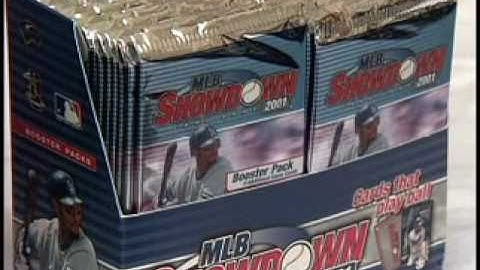 MLB
SHOWDOWN
2001
Booster Pack
MLB
SHOWDOWN
2001
BOOSTER PACKS
Cards that
play ball
MLB
SHOWDOWN